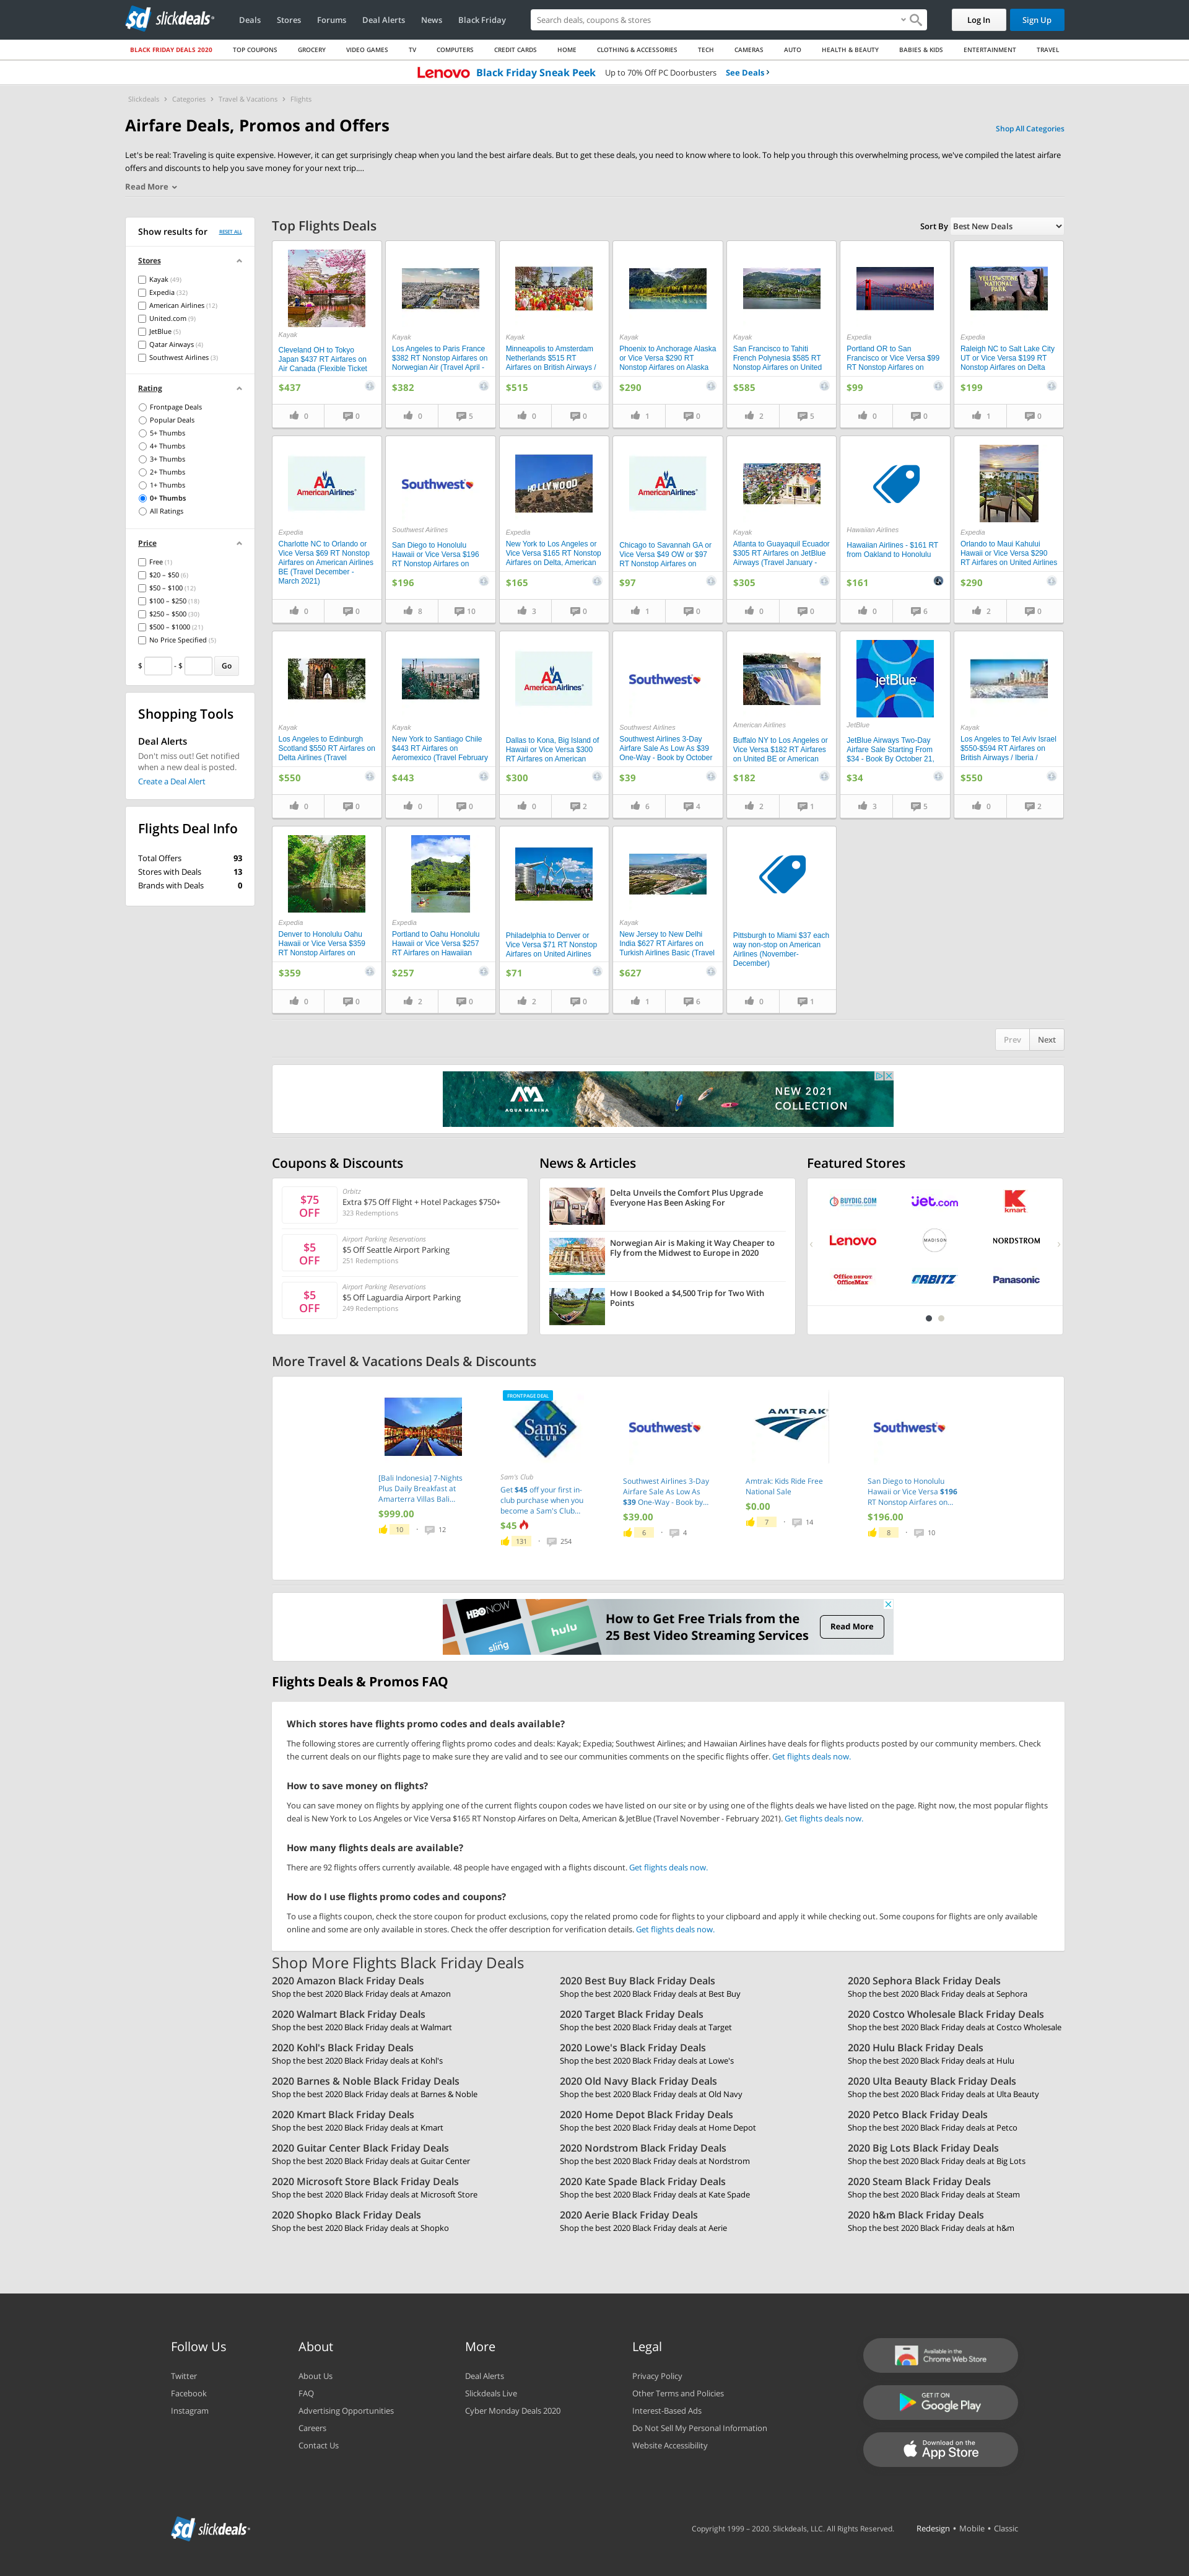 slickdeals
Deals Stores Forums Deal Alerts News Black Friday
Search deals, coupons & stores
Log In Sign Up
BLACK FRIDAY DEALS 2020 TOP COUPONS GROCERY VIDEO GAMES TV COMPUTERS CREDIT CARDS HOME CLOTHING & ACCESSORIES TECH CAMERAS AUTO HEALTH & BEAUTY BABIES & KIDS ENTERTAINMENT TRAVEL
Lenovo Black Friday Sneak Peek Up to 70% Off PC Doorbusters See Deals ›
Slickdeals › Categories › Travel & Vacations › Flights
Airfare Deals, Promos and Offers
Shop All Categories
Let's be real: Traveling is quite expensive. However, it can get surprisingly cheap when you land the best airfare deals. But to get these deals, you need to know where to look. To help you through this overwhelming process, we've compiled the latest airfare
offers and discounts to help you save money for your next trip....
Read More
Show results for RESET ALL
Stores
Kayak (49)
Expedia (32)
American Airlines (12)
United.com (9)
JetBlue (5)
Qatar Airways (4)
Southwest Airlines (3)
Rating
Frontpage Deals
Popular Deals
5+ Thumbs
4+ Thumbs
3+ Thumbs
2+ Thumbs
1+ Thumbs
0+ Thumbs
All Ratings
Price
Free (1)
$20 – $50 (6)
$50 – $100 (12)
$100 – $250 (18)
$250 – $500 (30)
$500 – $1000 (21)
No Price Specified (5)
$ - $ Go
Shopping Tools
Deal Alerts
Don't miss out! Get notified
when a new deal is posted.
Create a Deal Alert
Flights Deal Info
Total Offers 93
Stores with Deals 13
Brands with Deals 0
Top Flights Deals
Sort By Best New Deals
Kayak
Cleveland OH to Tokyo
Japan $437 RT Airfares on
Air Canada (Flexible Ticket
$437
0 0
Kayak
Los Angeles to Paris France
$382 RT Nonstop Airfares on
Norwegian Air (Travel April -
$382
0 5
Kayak
Minneapolis to Amsterdam
Netherlands $515 RT
Airfares on British Airways /
$515
0 0
Kayak
Phoenix to Anchorage Alaska
or Vice Versa $290 RT
Nonstop Airfares on Alaska
$290
1 0
Kayak
San Francisco to Tahiti
French Polynesia $585 RT
Nonstop Airfares on United
$585
2 5
Expedia
Portland OR to San
Francisco or Vice Versa $99
RT Nonstop Airfares on
$99
0 0
YELLOWSTONE
NATIONAL
PARK
Expedia
Raleigh NC to Salt Lake City
UT or Vice Versa $199 RT
Nonstop Airfares on Delta
$199
1 0
AA
AmericanAirlines
Expedia
Charlotte NC to Orlando or
Vice Versa $69 RT Nonstop
Airfares on American Airlines
BE (Travel December -
March 2021)
0 0
Southwest
Southwest Airlines
San Diego to Honolulu
Hawaii or Vice Versa $196
RT Nonstop Airfares on
$196
8 10
HOLLYWOOD
Expedia
New York to Los Angeles or
Vice Versa $165 RT Nonstop
Airfares on Delta, American
$165
3 0
AA
AmericanAirlines
Chicago to Savannah GA or
Vice Versa $49 OW or $97
RT Nonstop Airfares on
$97
1 0
Kayak
Atlanta to Guayaquil Ecuador
$305 RT Airfares on JetBlue
Airways (Travel January -
$305
0 0
Hawaiian Airlines
Hawaiian Airlines - $161 RT
from Oakland to Honolulu
$161
0 6
Expedia
Orlando to Maui Kahului
Hawaii or Vice Versa $290
RT Airfares on United Airlines
$290
2 0
Kayak
Los Angeles to Edinburgh
Scotland $550 RT Airfares on
Delta Airlines (Travel
$550
0 0
Kayak
New York to Santiago Chile
$443 RT Airfares on
Aeromexico (Travel February
$443
0 0
AA
AmericanAirlines
Dallas to Kona, Big Island of
Hawaii or Vice Versa $300
RT Airfares on American
$300
0 2
Southwest
Southwest Airlines
Southwest Airlines 3-Day
Airfare Sale As Low As $39
One-Way - Book by October
$39
6 4
American Airlines
Buffalo NY to Los Angeles or
Vice Versa $182 RT Airfares
on United BE or American
$182
2 1
jetBlue
JetBlue
JetBlue Airways Two-Day
Airfare Sale Starting From
$34 - Book By October 21,
$34
3 5
Kayak
Los Angeles to Tel Aviv Israel
$550-$594 RT Airfares on
British Airways / Iberia /
$550
0 2
Expedia
Denver to Honolulu Oahu
Hawaii or Vice Versa $359
RT Nonstop Airfares on
$359
0 0
Expedia
Portland to Oahu Honolulu
Hawaii or Vice Versa $257
RT Airfares on Hawaiian
$257
2 0
Philadelphia to Denver or
Vice Versa $71 RT Nonstop
Airfares on United Airlines
$71
2 0
Kayak
New Jersey to New Delhi
India $627 RT Airfares on
Turkish Airlines Basic (Travel
$627
1 6
Pittsburgh to Miami $37 each
way non-stop on American
Airlines (November-
December)
0 1
Prev Next
AQUA MARINA
NEW 2021
COLLECTION
Coupons & Discounts
$75
OFF
Orbitz
Extra $75 Off Flight + Hotel Packages $750+
323 Redemptions
$5
OFF
Airport Parking Reservations
$5 Off Seattle Airport Parking
251 Redemptions
$5
OFF
Airport Parking Reservations
$5 Off Laguardia Airport Parking
249 Redemptions
News & Articles
Delta Unveils the Comfort Plus Upgrade
Everyone Has Been Asking For
Norwegian Air is Making it Way Cheaper to
Fly from the Midwest to Europe in 2020
How I Booked a $4,500 Trip for Two With
Points
Featured Stores
BUYDIG.COM jet.com Kmart
Lenovo MADISON NORDSTROM
Office DEPOT OfficeMax ORBITZ Panasonic
More Travel & Vacations Deals & Discounts
[Bali Indonesia] 7-Nights
Plus Daily Breakfast at
Amarterra Villas Bali...
$999.00
10 · 12
FRONTPAGE DEAL
Sam's CLUB
Sam's Club
Get $45 off your first in-
club purchase when you
become a Sam's Club...
$45
131 · 254
Southwest
Southwest Airlines 3-Day
Airfare Sale As Low As
$39 One-Way - Book by...
$39.00
6 · 4
AMTRAK
Amtrak: Kids Ride Free
National Sale
$0.00
7 · 14
Southwest
San Diego to Honolulu
Hawaii or Vice Versa $196
RT Nonstop Airfares on...
$196.00
8 · 10
HBO NOW
sling
hulu
How to Get Free Trials from the
25 Best Video Streaming Services
Read More
Flights Deals & Promos FAQ
Which stores have flights promo codes and deals available?
The following stores are currently offering flights promo codes and deals: Kayak; Expedia; Southwest Airlines; and Hawaiian Airlines have deals for flights products posted by our community members. Check
the current deals on our flights page to make sure they are valid and to see our communities comments on the specific flights offer. Get flights deals now.
How to save money on flights?
You can save money on flights by applying one of the current flights coupon codes we have listed on our site or by using one of the flights deals we have listed on the page. Right now, the most popular flights
deal is New York to Los Angeles or Vice Versa $165 RT Nonstop Airfares on Delta, American & JetBlue (Travel November - February 2021). Get flights deals now.
How many flights deals are available?
There are 92 flights offers currently available. 48 people have engaged with a flights discount. Get flights deals now.
How do I use flights promo codes and coupons?
To use a flights coupon, check the store coupon for product exclusions, copy the related promo code for flights to your clipboard and apply it while checking out. Some coupons for flights are only available
online and some are only available in stores. Check the offer description for verification details. Get flights deals now.
Shop More Flights Black Friday Deals
2020 Amazon Black Friday Deals
Shop the best 2020 Black Friday deals at Amazon
2020 Best Buy Black Friday Deals
Shop the best 2020 Black Friday deals at Best Buy
2020 Sephora Black Friday Deals
Shop the best 2020 Black Friday deals at Sephora
2020 Walmart Black Friday Deals
Shop the best 2020 Black Friday deals at Walmart
2020 Target Black Friday Deals
Shop the best 2020 Black Friday deals at Target
2020 Costco Wholesale Black Friday Deals
Shop the best 2020 Black Friday deals at Costco Wholesale
2020 Kohl's Black Friday Deals
Shop the best 2020 Black Friday deals at Kohl's
2020 Lowe's Black Friday Deals
Shop the best 2020 Black Friday deals at Lowe's
2020 Hulu Black Friday Deals
Shop the best 2020 Black Friday deals at Hulu
2020 Barnes & Noble Black Friday Deals
Shop the best 2020 Black Friday deals at Barnes & Noble
2020 Old Navy Black Friday Deals
Shop the best 2020 Black Friday deals at Old Navy
2020 Ulta Beauty Black Friday Deals
Shop the best 2020 Black Friday deals at Ulta Beauty
2020 Kmart Black Friday Deals
Shop the best 2020 Black Friday deals at Kmart
2020 Home Depot Black Friday Deals
Shop the best 2020 Black Friday deals at Home Depot
2020 Petco Black Friday Deals
Shop the best 2020 Black Friday deals at Petco
2020 Guitar Center Black Friday Deals
Shop the best 2020 Black Friday deals at Guitar Center
2020 Nordstrom Black Friday Deals
Shop the best 2020 Black Friday deals at Nordstrom
2020 Big Lots Black Friday Deals
Shop the best 2020 Black Friday deals at Big Lots
2020 Microsoft Store Black Friday Deals
Shop the best 2020 Black Friday deals at Microsoft Store
2020 Kate Spade Black Friday Deals
Shop the best 2020 Black Friday deals at Kate Spade
2020 Steam Black Friday Deals
Shop the best 2020 Black Friday deals at Steam
2020 Shopko Black Friday Deals
Shop the best 2020 Black Friday deals at Shopko
2020 Aerie Black Friday Deals
Shop the best 2020 Black Friday deals at Aerie
2020 h&m Black Friday Deals
Shop the best 2020 Black Friday deals at h&m
Follow Us
Twitter
Facebook
Instagram
About
About Us
FAQ
Advertising Opportunities
Careers
Contact Us
More
Deal Alerts
Slickdeals Live
Cyber Monday Deals 2020
Legal
Privacy Policy
Other Terms and Policies
Interest-Based Ads
Do Not Sell My Personal Information
Website Accessibility
Available in the
Chrome Web Store
GET IT ON
Google Play
Download on the
App Store
slickdeals
Copyright 1999 – 2020. Slickdeals, LLC. All Rights Reserved. Redesign • Mobile • Classic